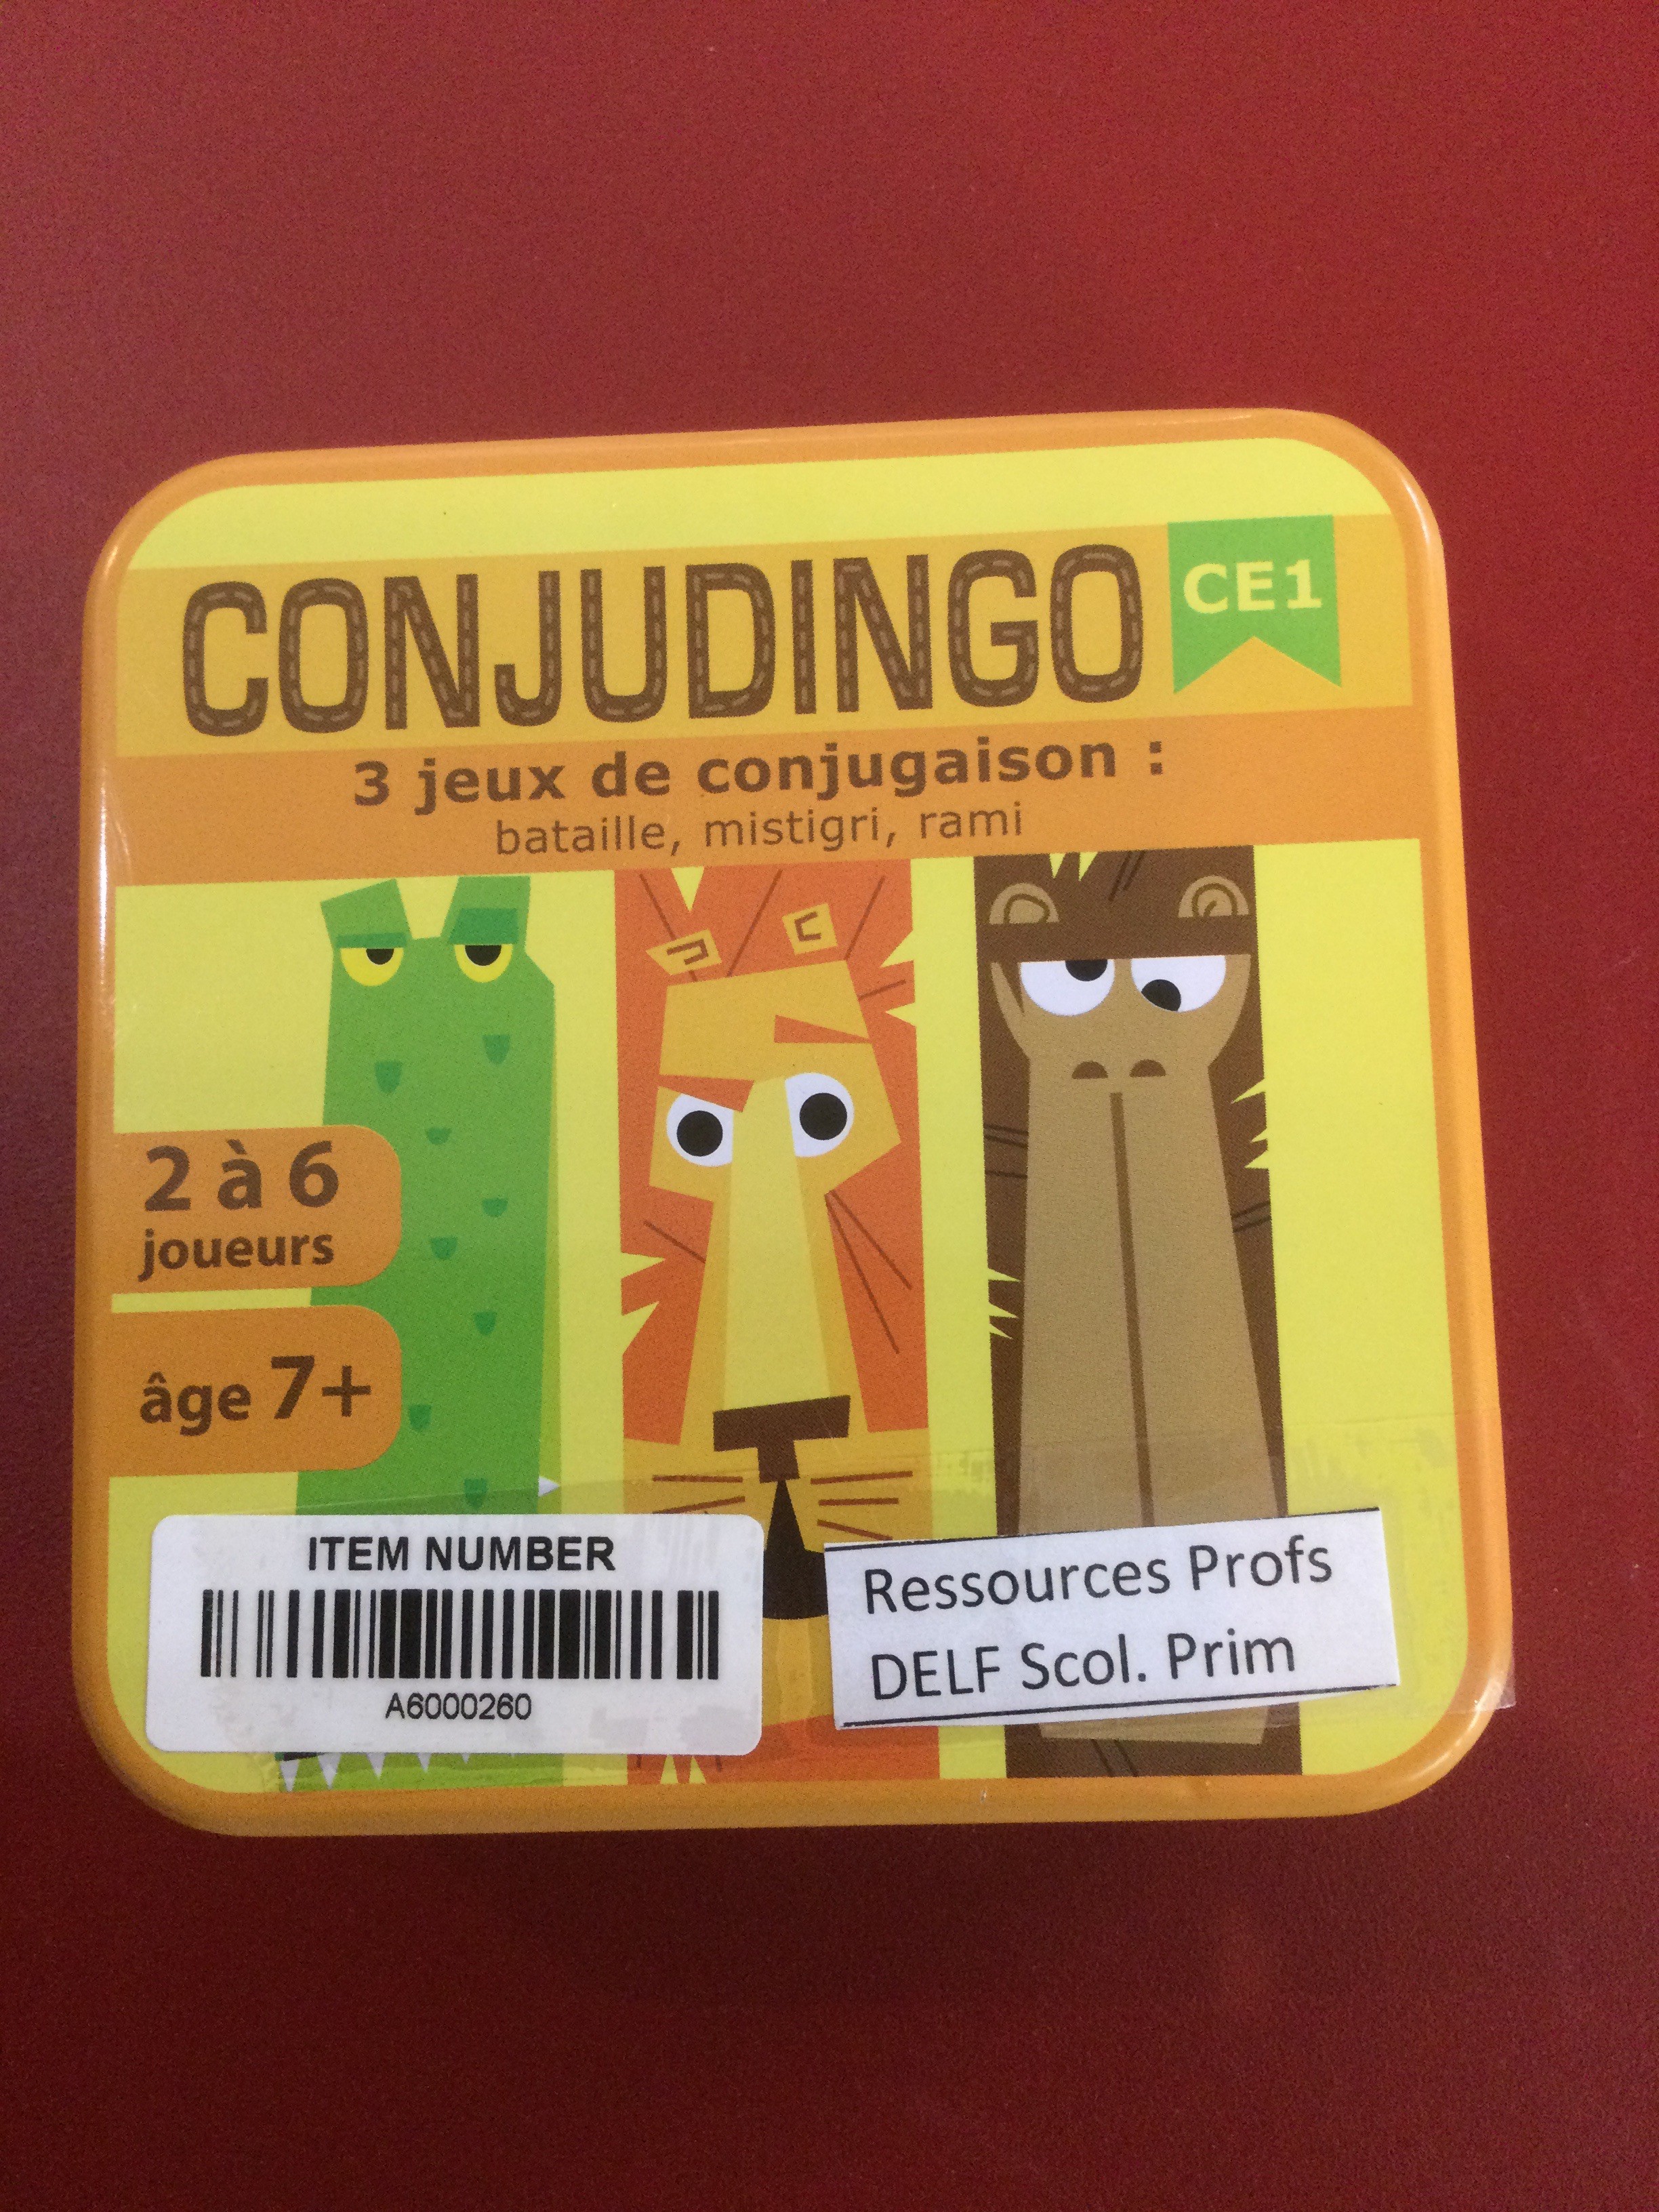 CONJUDINGO
CE1
3 jeux de conjugaison :
bataille, mistigri, rami
2 à 6
joueurs
âge 7+
ITEM NUMBER
A6000260
Ressources Profs
DELF Scol. Prim